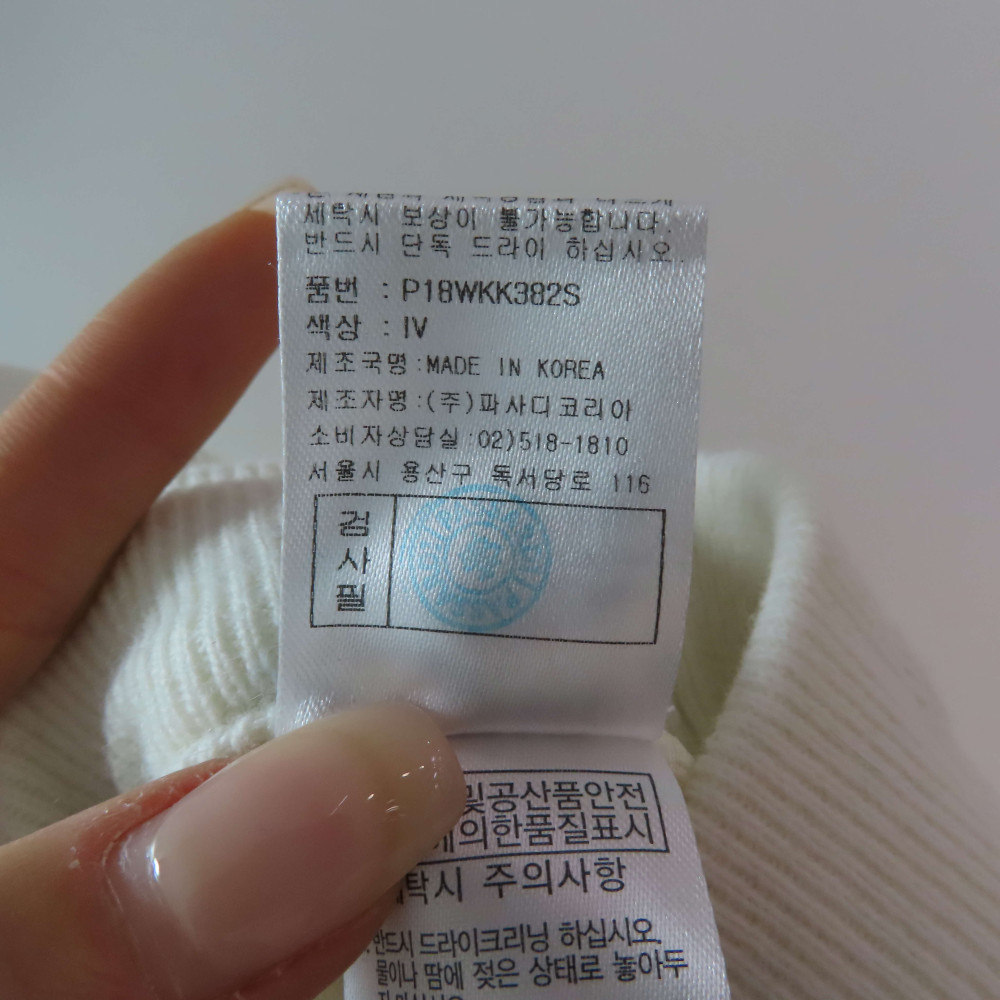 세탁시 보상이 불가능합니다.
반드시 단독 드라이 하십시오.
품번 : P18WKK382S
색상 : IV
제조국명 : MADE IN KOREA
제조자명 : (주)파사디코리아
소비자상담실 : 02)518-1810
서울시 용산구 독서당로 116
검사필
및공산품안전
의한품질표시
탁시 주의사항
반드시 드라이크리닝 하십시오.
물이나 땀에 젖은 상태로 놓아두